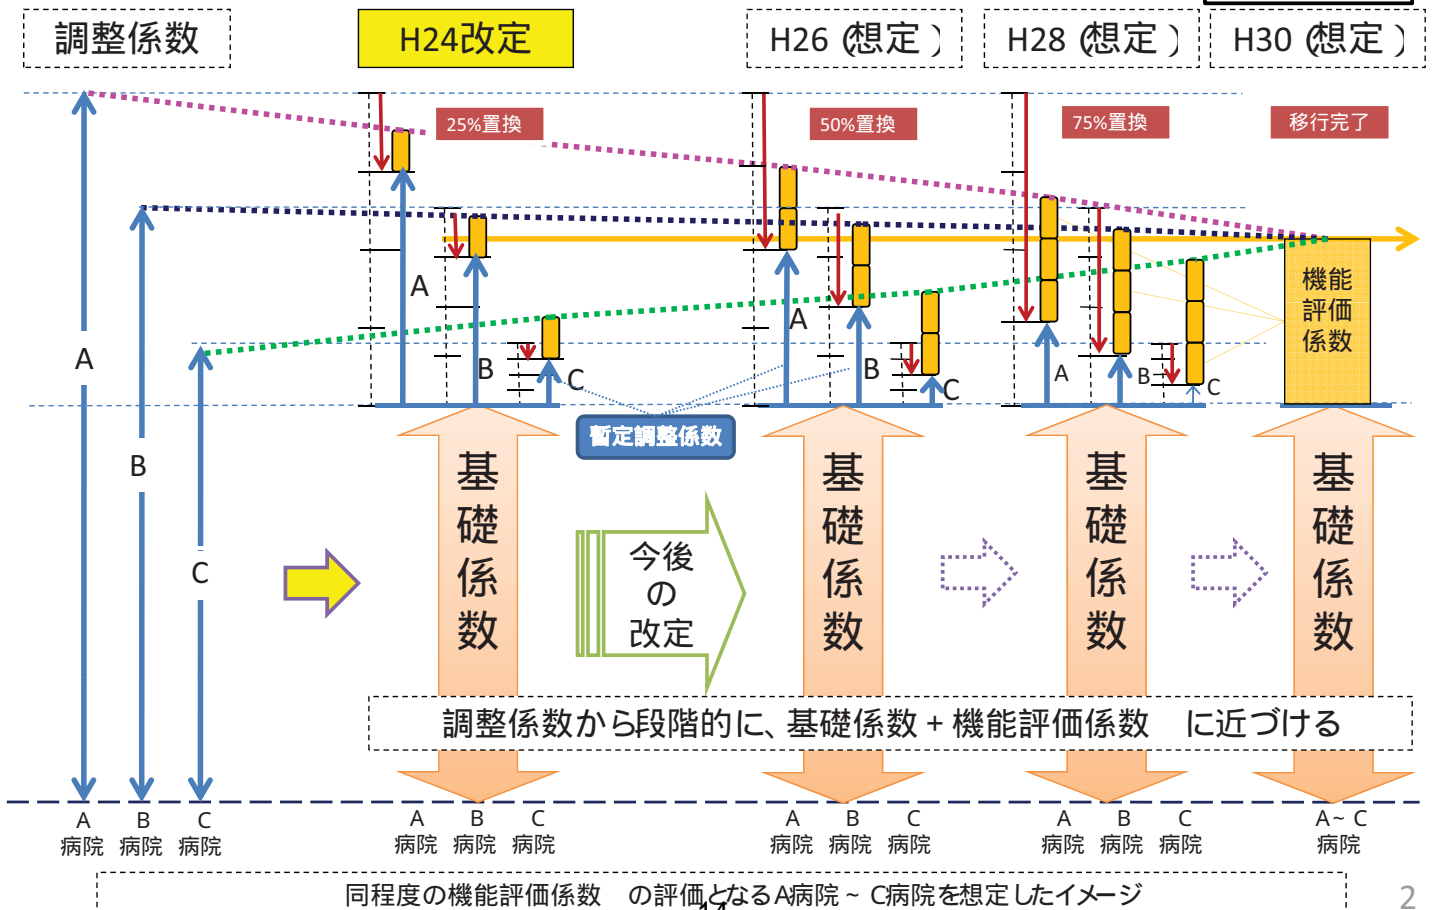 調整係数
H24改定
H26 (想定 )
H28 (想定 )
H30 (想定 )
25%置換
50%置換
75%置換
移行完了
A
B
C
A
B
C
A
B
C
A
B
C
機能
評価
係数
暫定調整係数
基礎係数
基礎係数
基礎係数
基礎係数
今後
の
改定
調整係数から段階的に、基礎係数 + 機能評価係数 に近づける
A
病院
B
病院
C
病院
A
病院
B
病院
C
病院
A
病院
B
病院
C
病院
A
病院
B
病院
C
病院
A~ C
病院
同程度の機能評価係数 の評価となるA病院 ~ C病院を想定したイメージ
2